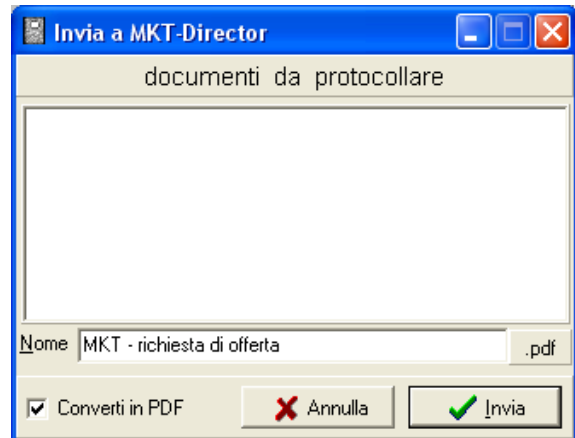 Invia a MKT-Director
documenti da protocollare
Nome MKT - richiesta di offerta .pdf
Converti in PDF Annulla Invia